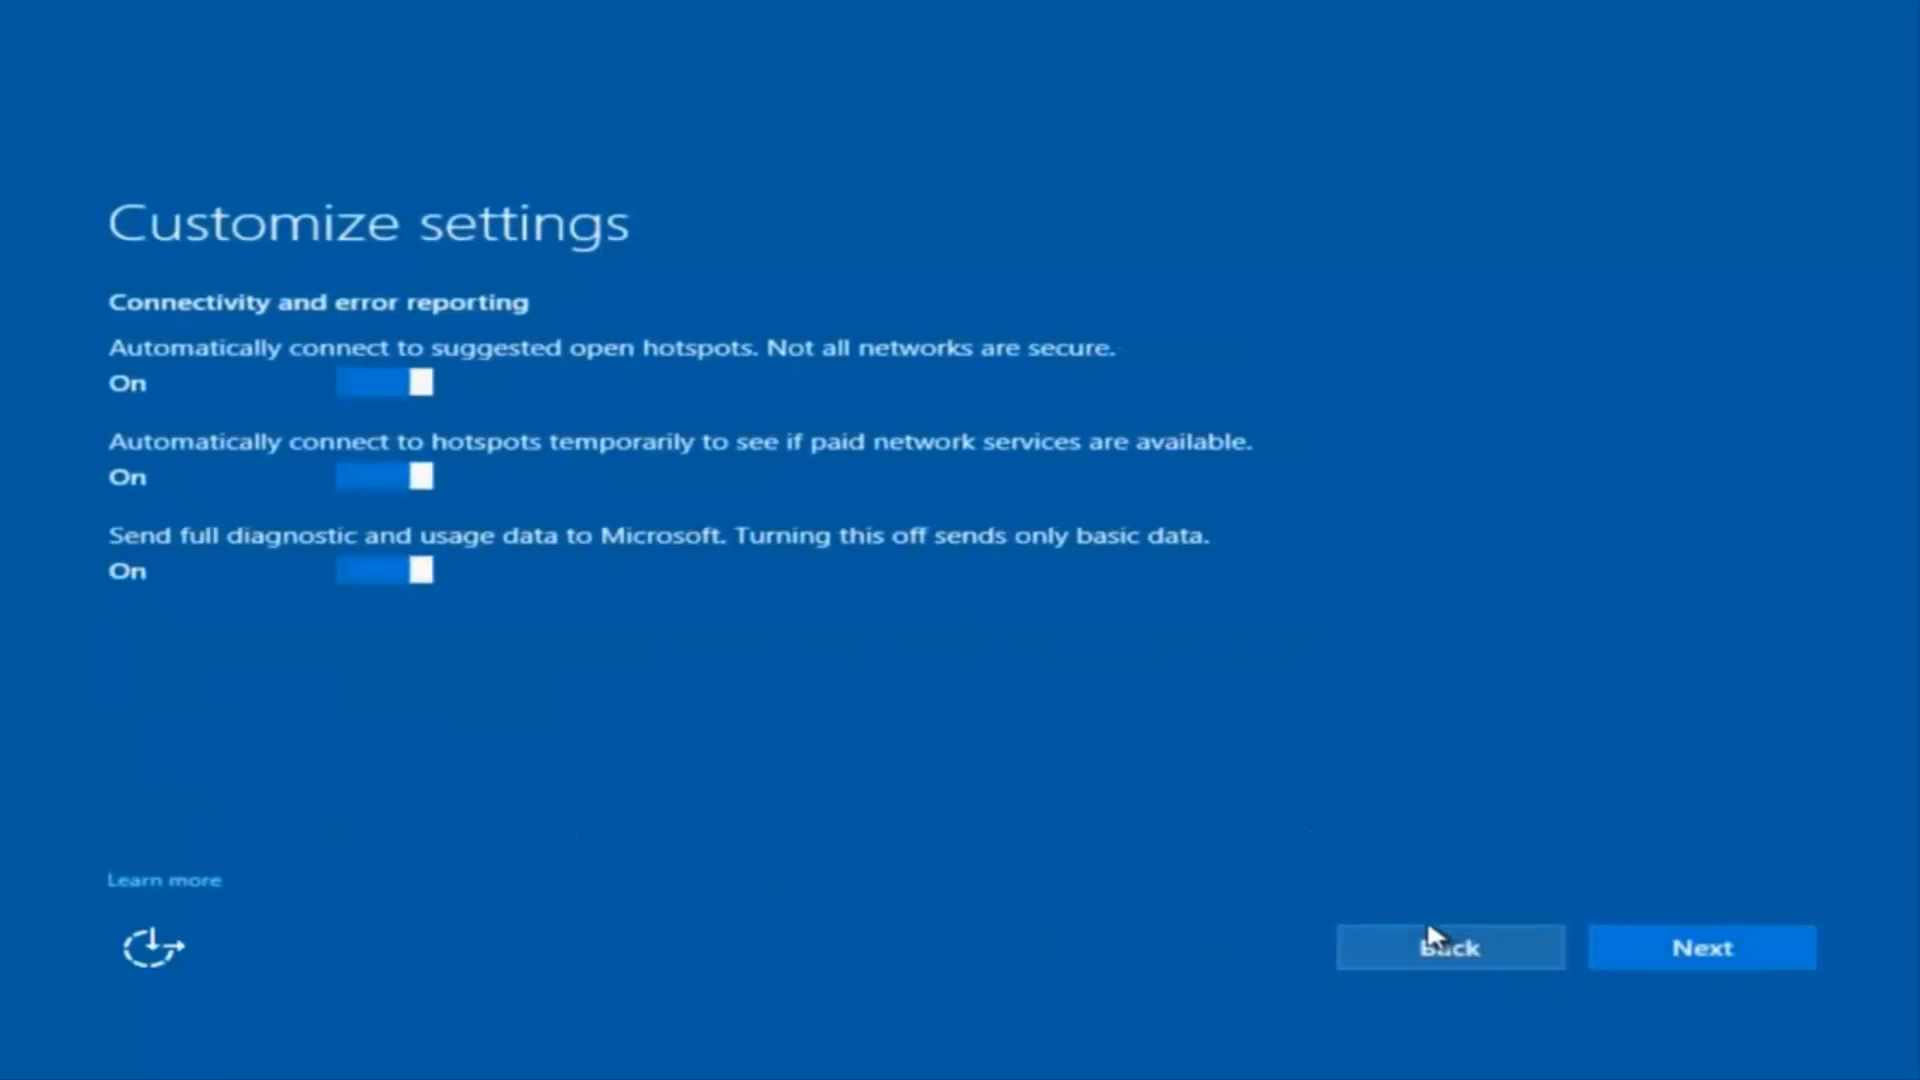 Customize settings
Connectivity and error reporting
Automatically connect to suggested open hotspots. Not all networks are secure.
On
Automatically connect to hotspots temporarily to see if paid network services are available.
On
Send full diagnostic and usage data to Microsoft. Turning this off sends only basic data.
On
Learn more
Back
Next